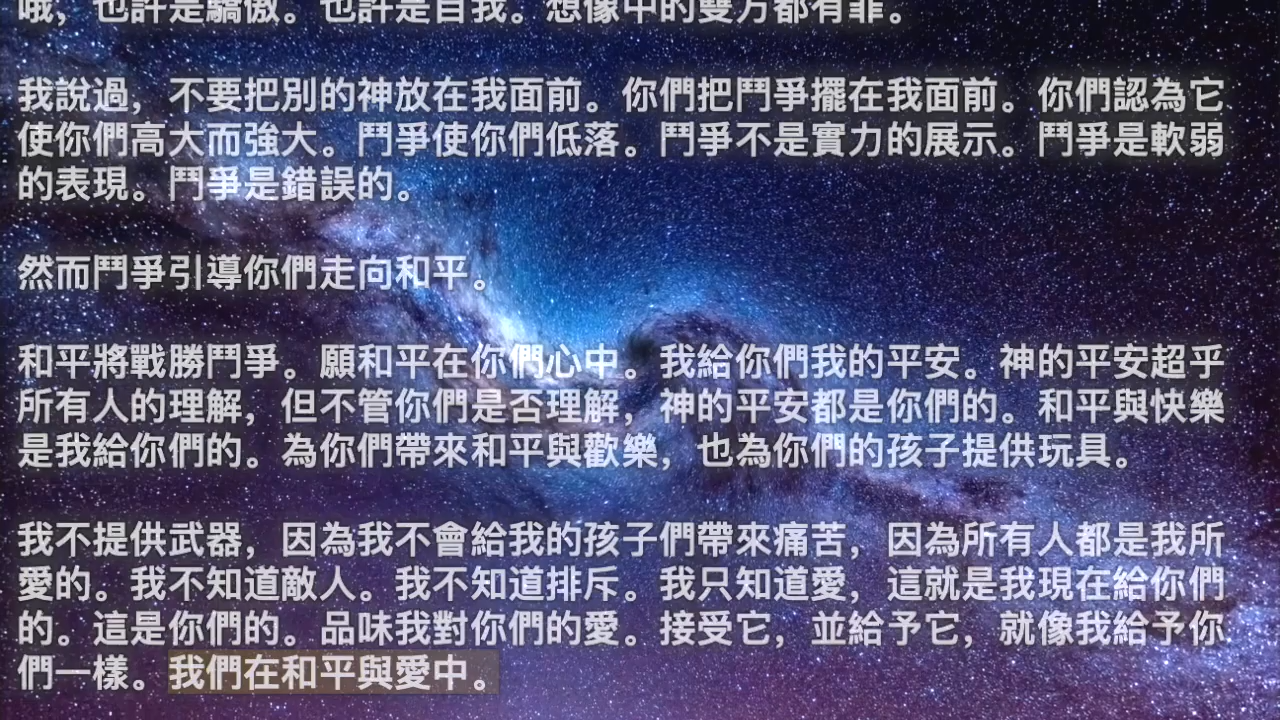 哦，也許是驕傲。也許是自我。想像中的雙方都有罪。
我說過，不要把別的神放在我面前。你們把鬥爭擺在我面前。你們認為它
使你們高大而強大。鬥爭使你們低落。鬥爭不是實力的展示。鬥爭是軟弱
的表現。鬥爭是錯誤的。
然而鬥爭引導你們走向和平。
和平將戰勝鬥爭。願和平在你們心中。我給你們我的平安。神的平安超乎
所有人的理解，但不管你們是否理解，神的平安都是你們的。和平與快樂
是我給你們的。為你們帶來和平與歡樂，也為你們的孩子提供玩具。
我不提供武器，因為我不會給我的孩子們帶來痛苦，因為所有人都是我所
愛的。我不知道敵人。我不知道排斥。我只知道愛，這就是我現在給你們
的。這是你們的。品味我對你們的愛。接受它，並給予它，就像我給予你
們一樣。我們在和平與愛中。